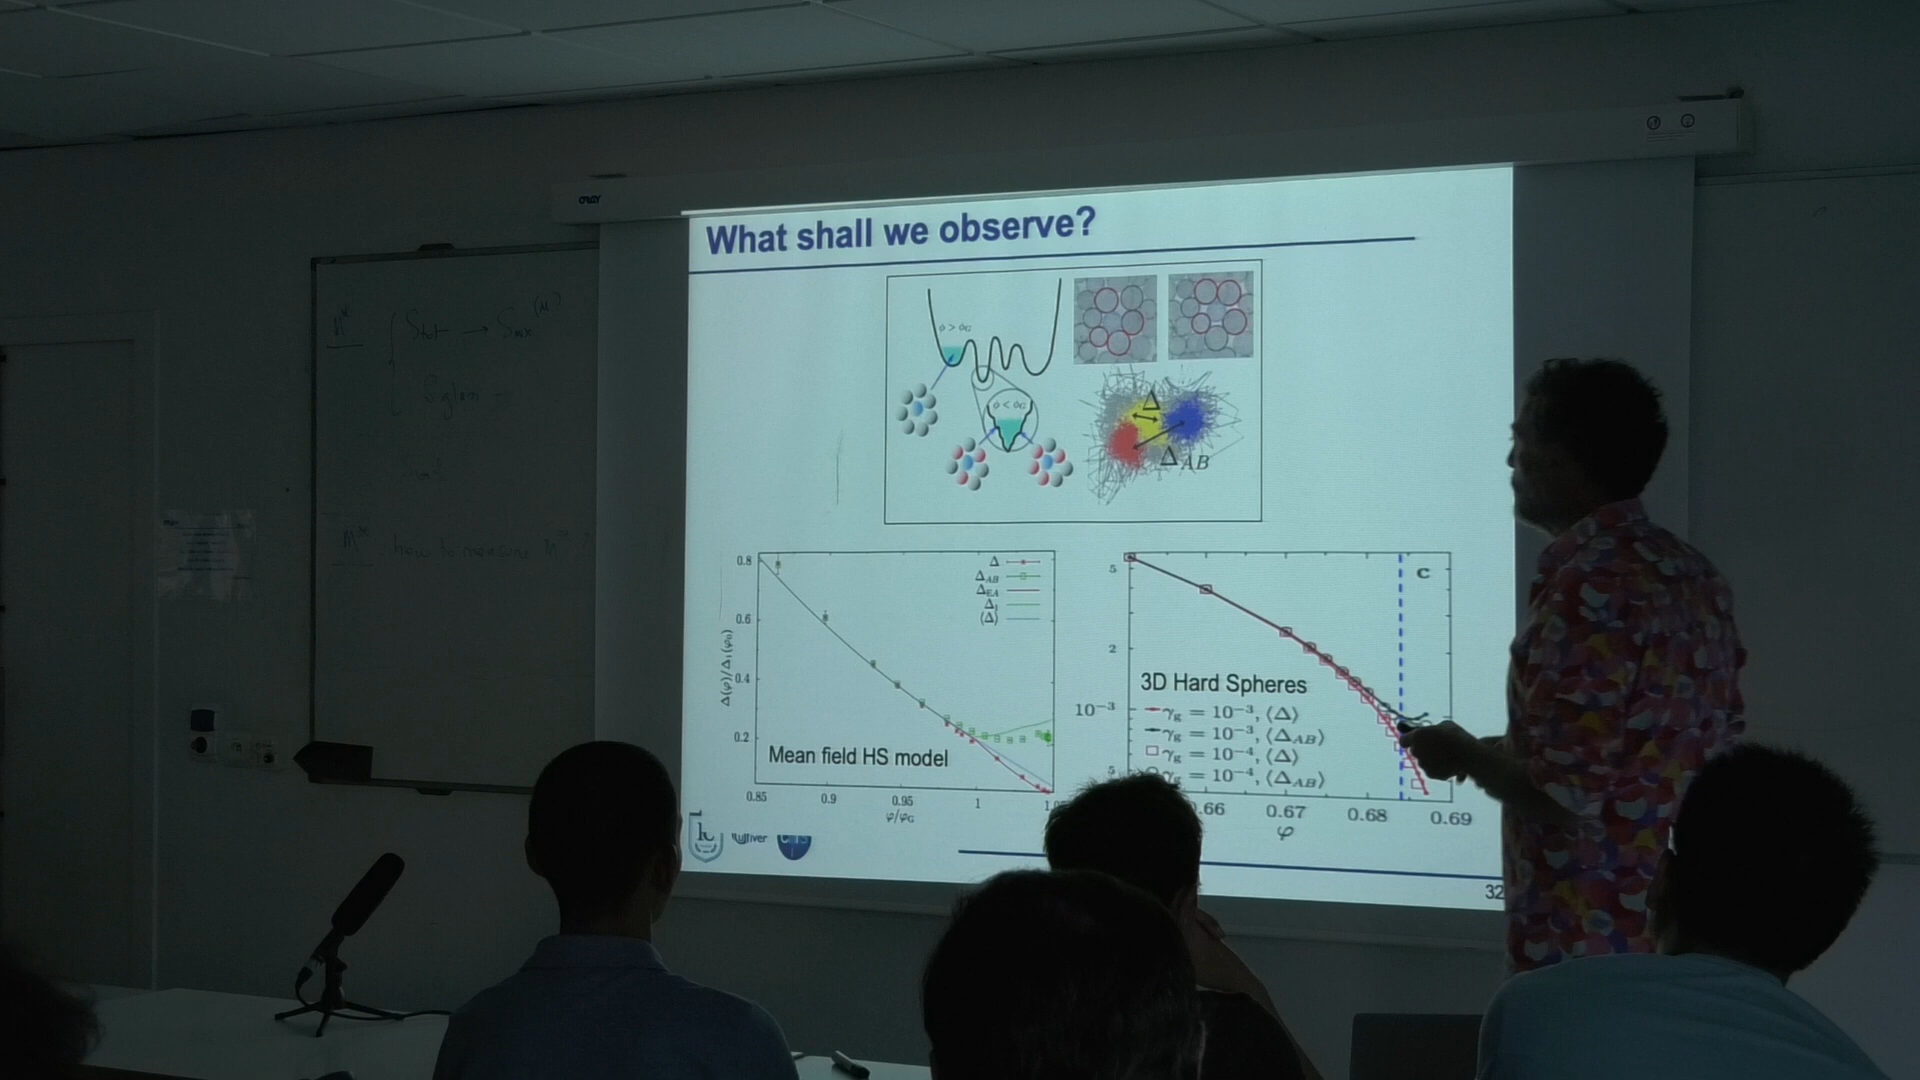 What shall we observe?
ϕ > ϕG
ϕ < ϕG
Δ
ΔAB
Δ
ΔAB
ΔEA
⟨Δ⟩
0.8
0.6
0.4
0.2
Δ(φ)/Δ1(φG)
Mean field HS model
0.85
0.9
0.95
1
φ/φG
C
5
2
10⁻³
5
3D Hard Spheres
γg = 10⁻³, ⟨Δ⟩
γg = 10⁻³, ⟨ΔAB⟩
γg = 10⁻⁴, ⟨Δ⟩
γg = 10⁻⁴, ⟨ΔAB⟩
0.67
0.68
0.69
φ
32
oray
Stot →
how to measure